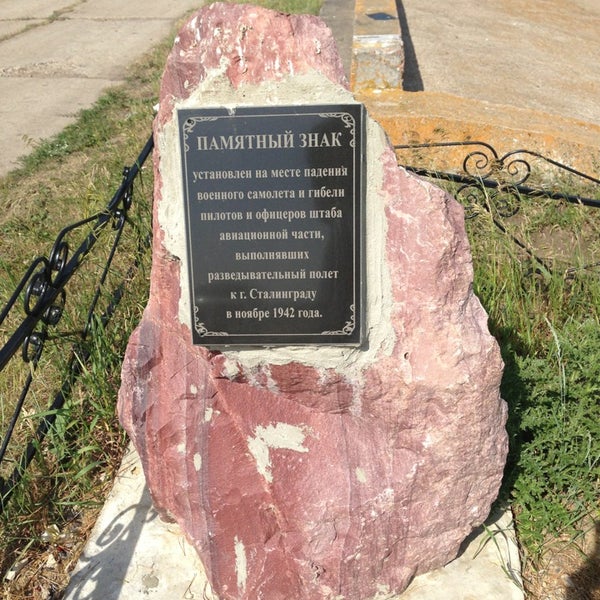 ПАМЯТНЫЙ ЗНАК
установлен на месте падения
военного самолета и гибели
пилотов и офицеров штаба
авиационной части,
выполнявших
разведывательный полет
к г. Сталинграду
в ноябре 1942 года.